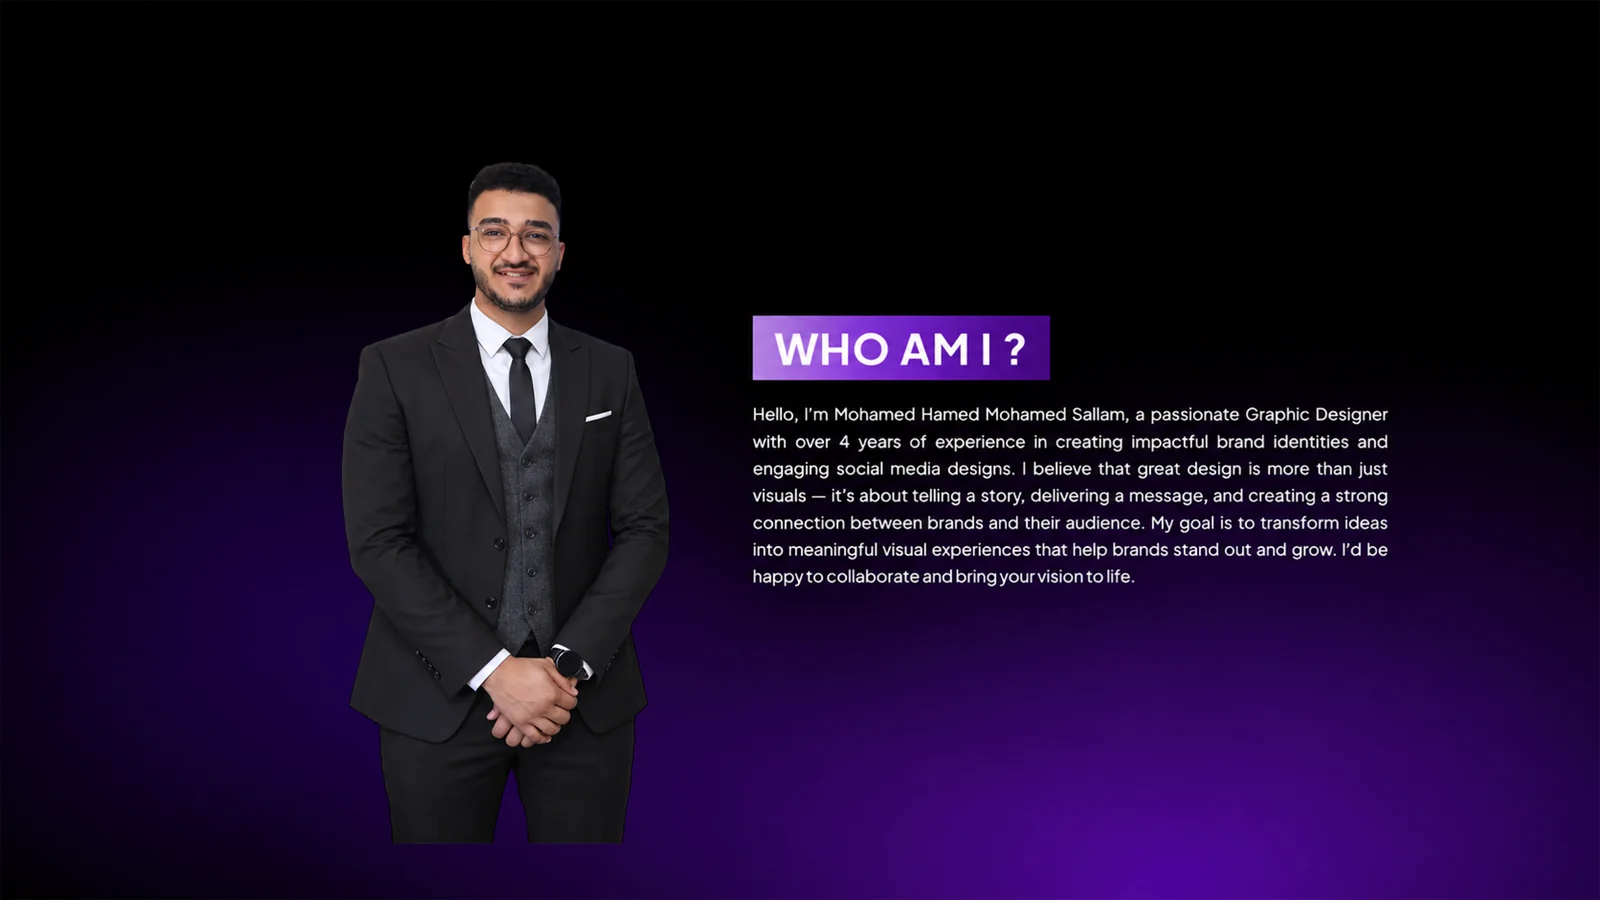 WHO AM I ?
Hello, I’m Mohamed Hamed Mohamed Sallam, a passionate Graphic Designer
with over 4 years of experience in creating impactful brand identities and
engaging social media designs. I believe that great design is more than just
visuals — it’s about telling a story, delivering a message, and creating a strong
connection between brands and their audience. My goal is to transform ideas
into meaningful visual experiences that help brands stand out and grow. I’d be
happy to collaborate and bring your vision to life.